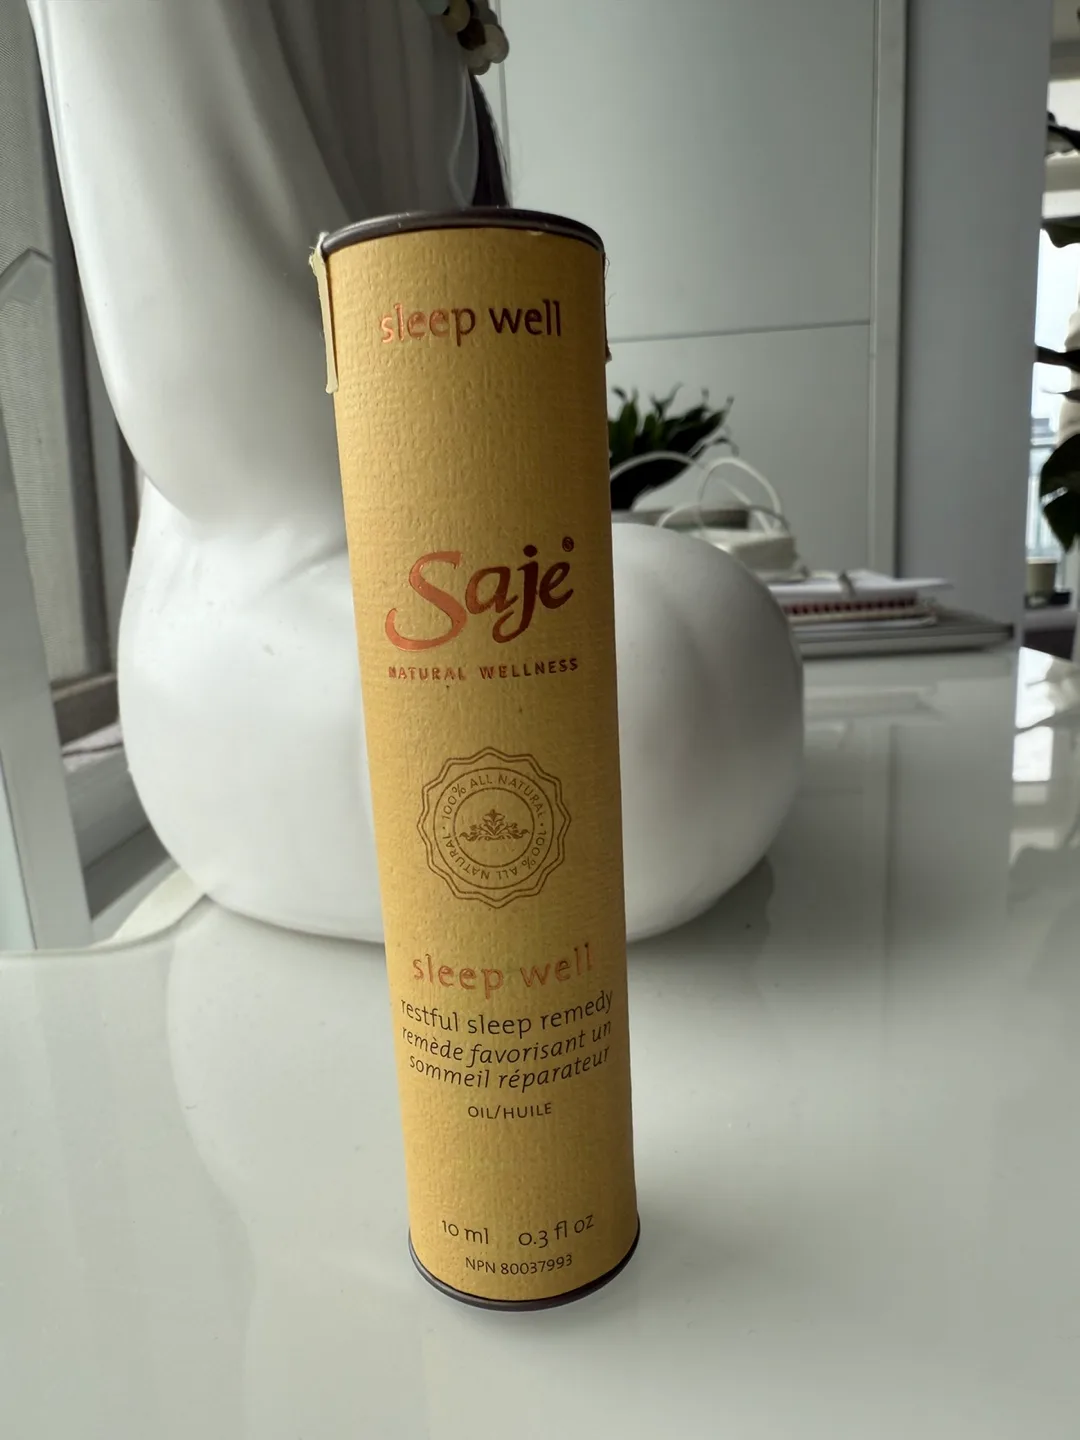 sleep well
Saje®
NATURAL WELLNESS
100% ALL NATURAL · 100% ALL NATURAL ·
sleep well
restful sleep remedy
remède favorisant un
sommeil réparateur
OIL/HUILE
10 ml 0.3 fl oz
NPN 80037993